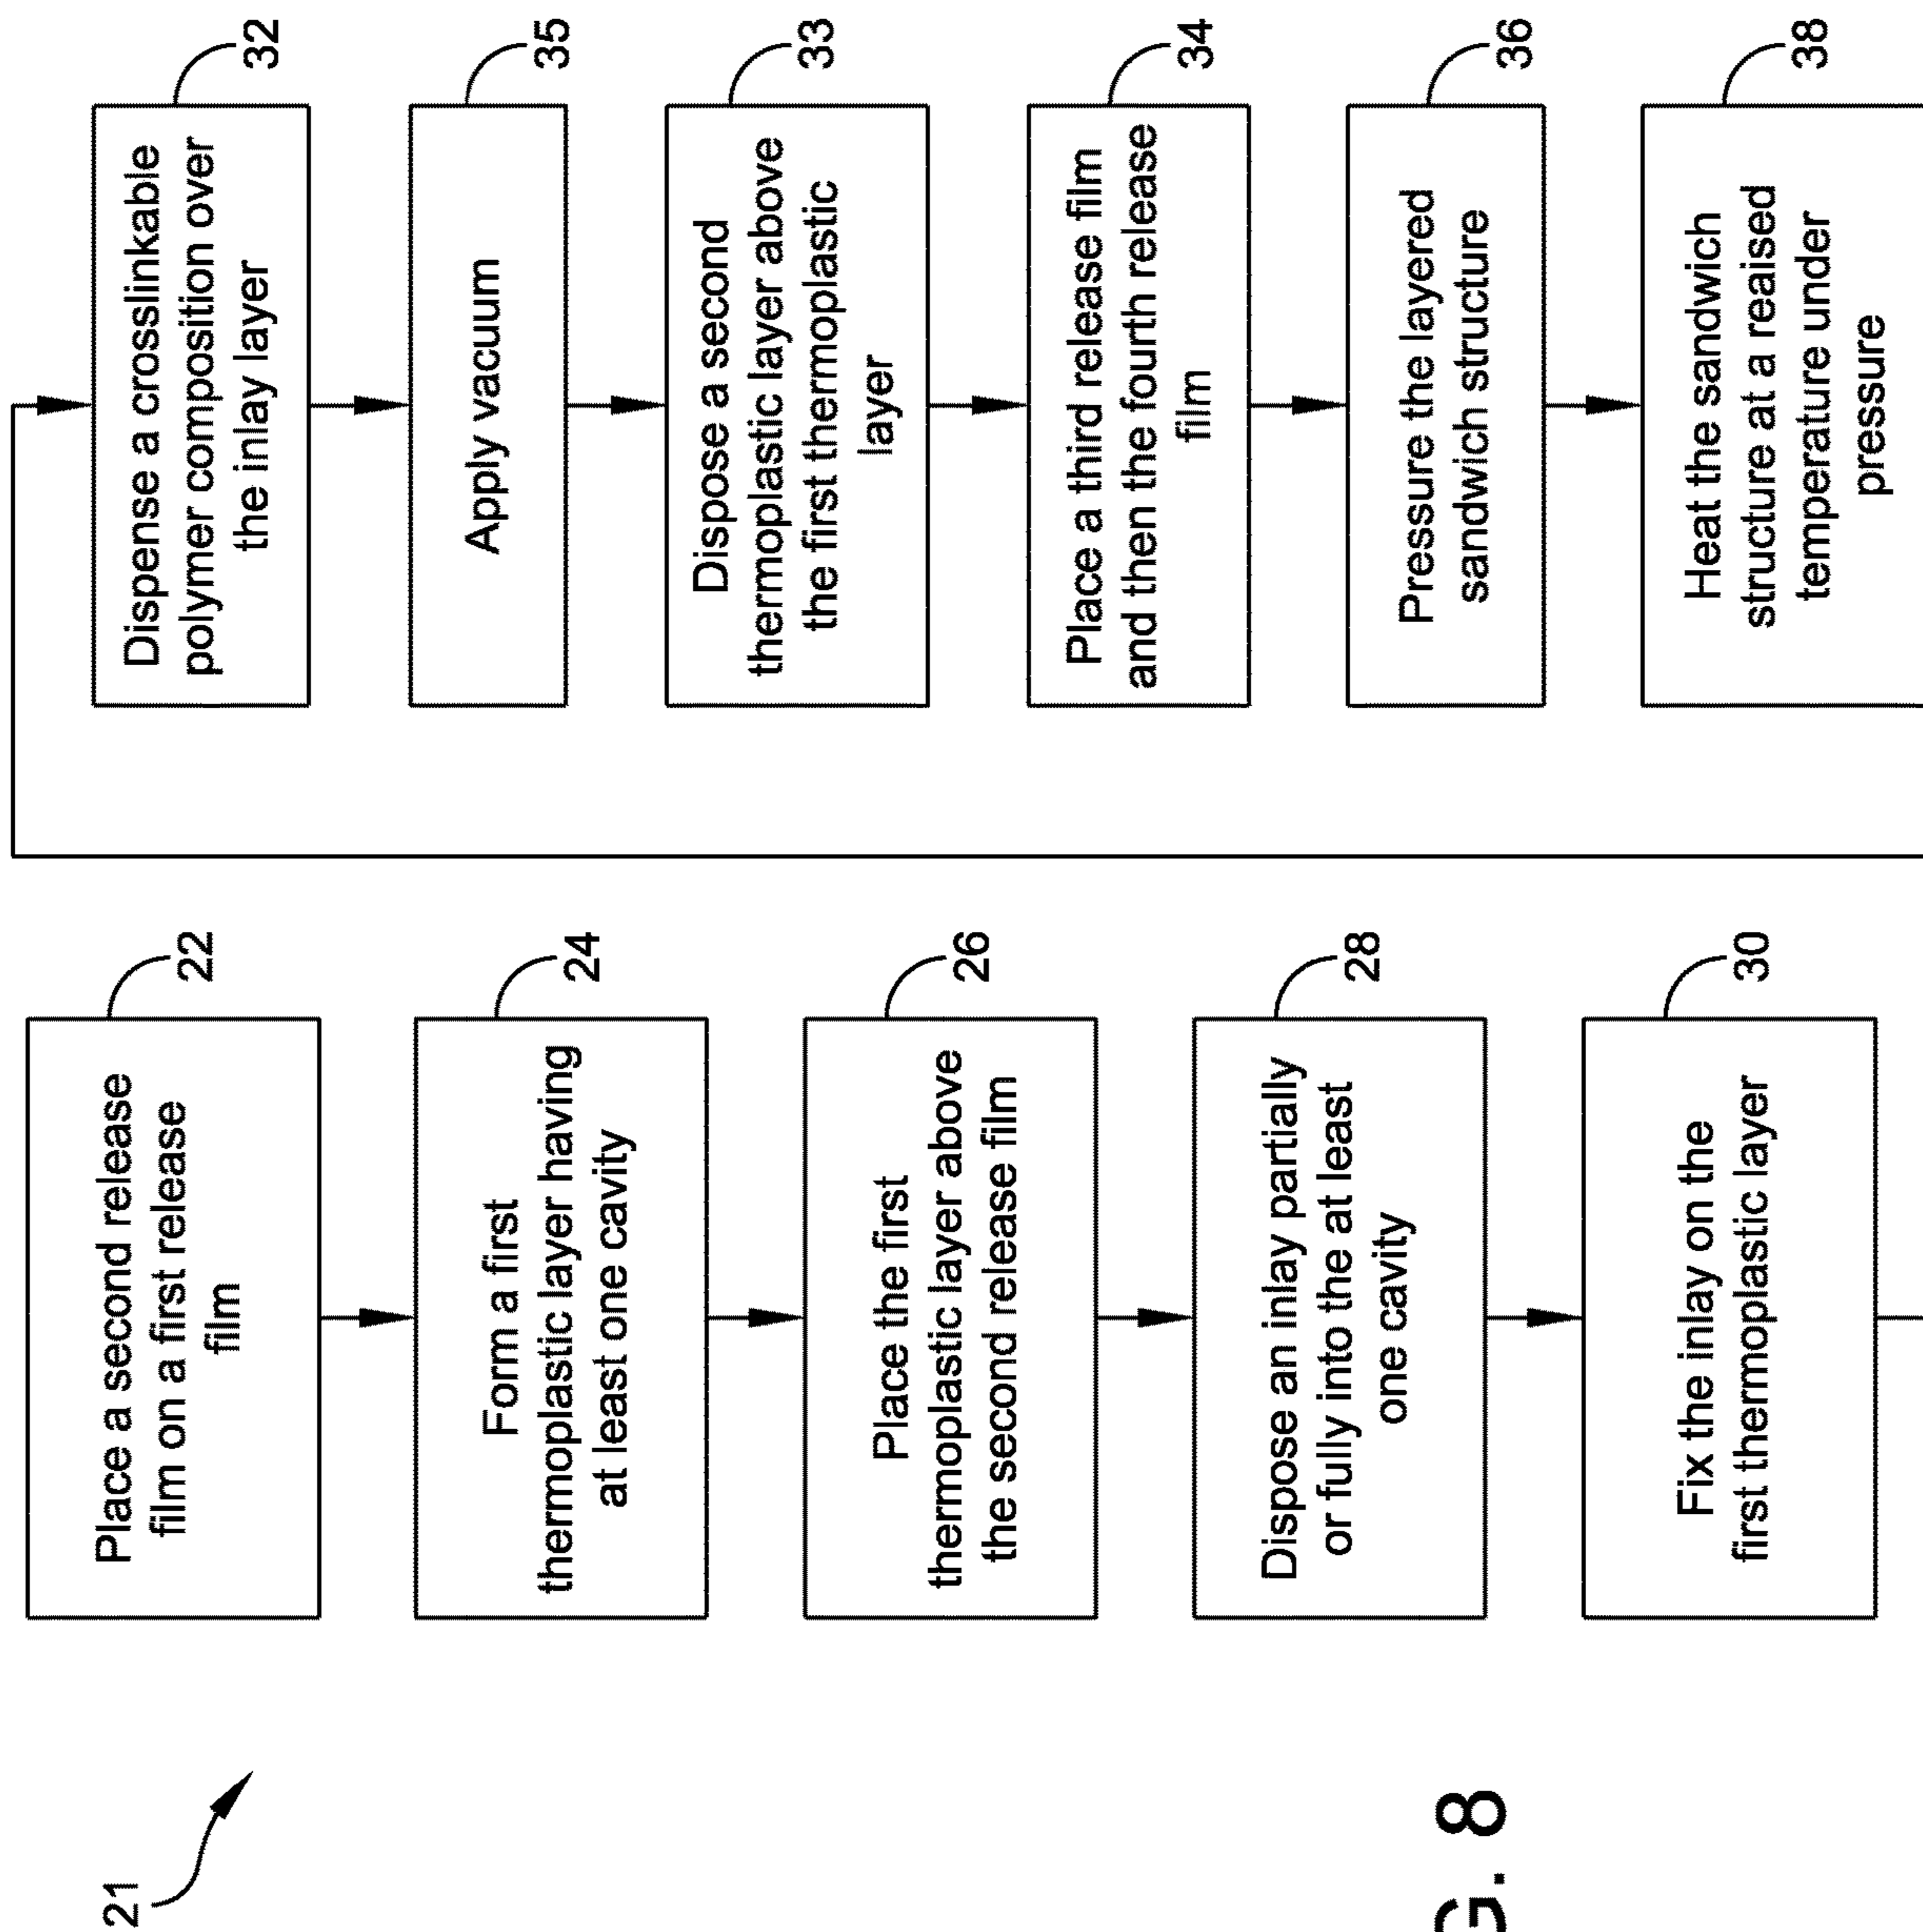 21
Place a second release
film on a first release
film
22
Form a first
thermoplastic layer having
at least one cavity
24
Place the first
thermoplastic layer above
the second release film
26
Dispose an inlay partially
or fully into the at least
one cavity
28
Fix the inlay on the
first thermoplastic layer
30
Dispense a crosslinkable
polymer composition over
the inlay layer
32
Apply vacuum
35
Dispose a second
thermoplastic layer above
the first thermoplastic
layer
33
Place a third release film
and then the fourth release
film
34
Pressure the layered
sandwich structure
36
Heat the sandwich
structure at a reaised
temperature under
pressure
38
G. 8